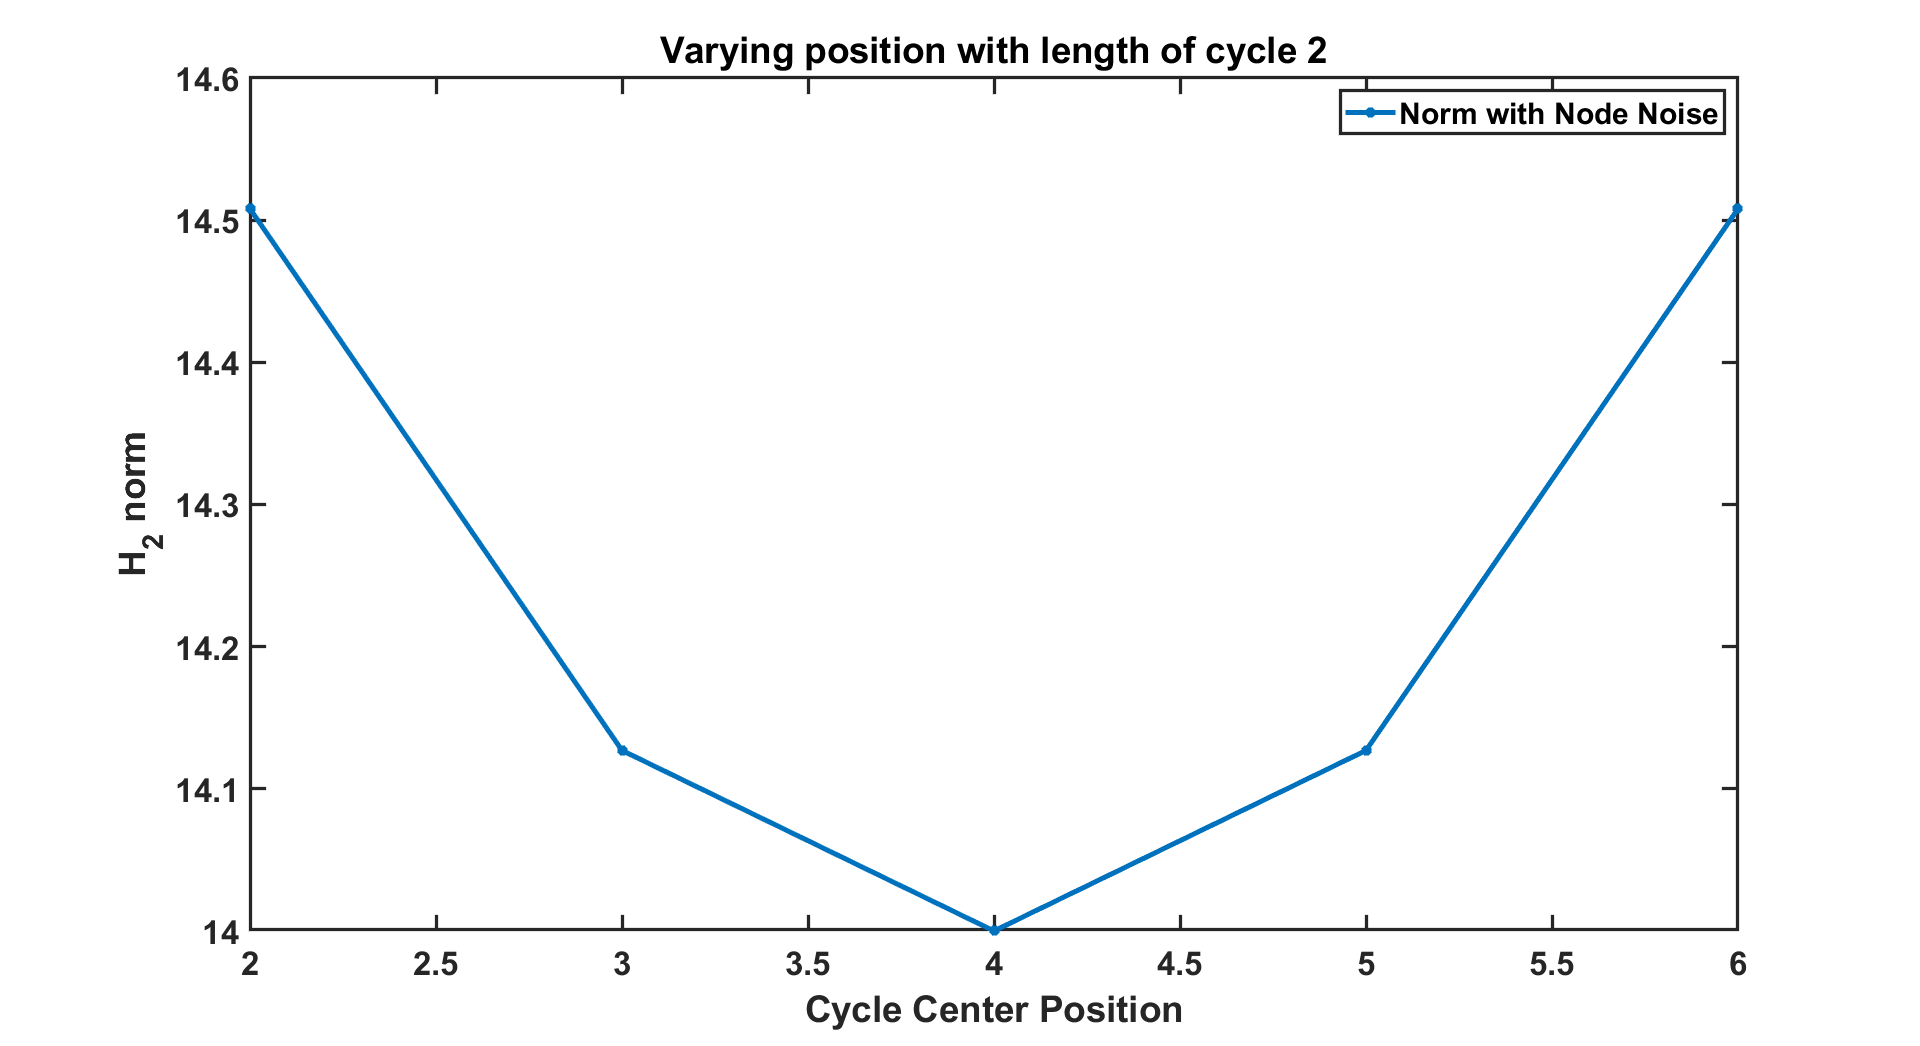 Varying position with length of cycle 2
Norm with Node Noise
14.6
14.5
14.4
14.3
14.2
14.1
14
H2 norm
2 2.5 3 3.5 4 4.5 5 5.5 6
Cycle Center Position